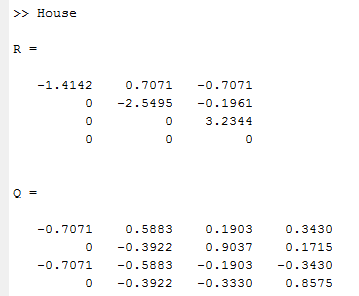 >> House
R =
-1.4142 0.7071 -0.7071
0 -2.5495 -0.1961
0 0 3.2344
0 0 0
Q =
-0.7071 0.5883 0.1903 0.3430
0 -0.3922 0.9037 0.1715
-0.7071 -0.5883 -0.1903 -0.3430
0 -0.3922 -0.3330 0.8575